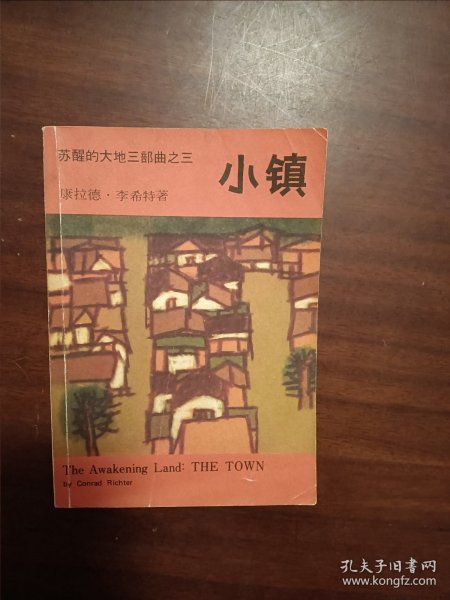 苏醒的大地三部曲之三
小镇
康拉德·李希特著
The Awakening Land: THE TOWN
by Conrad Richter
孔夫子旧书网
www.kongfz.com